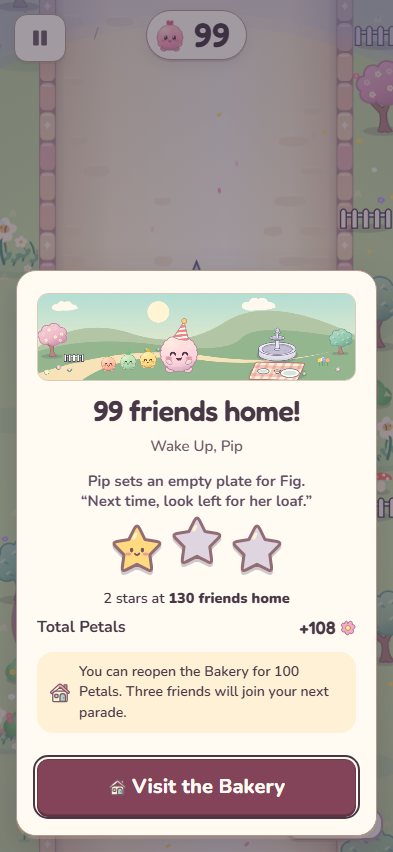 99
99 friends home!
Wake Up, Pip
Pip sets an empty plate for Fig.
“Next time, look left for her loaf.”
2 stars at 130 friends home
Total Petals +108
You can reopen the Bakery for 100
Petals. Three friends will join your next
parade.
Visit the Bakery